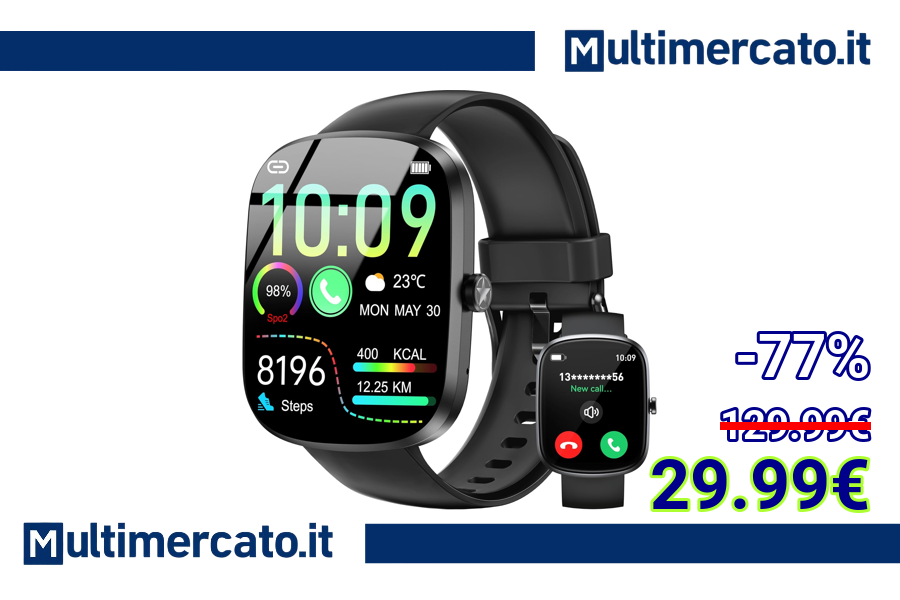 Multimercato.it
10:09
98%
Spo2
23℃
MON MAY 30
8196
Steps
400 KCAL
12.25 KM
10:09
13*******56
New call...
-77%
129.99€
29.99€
Multimercato.it